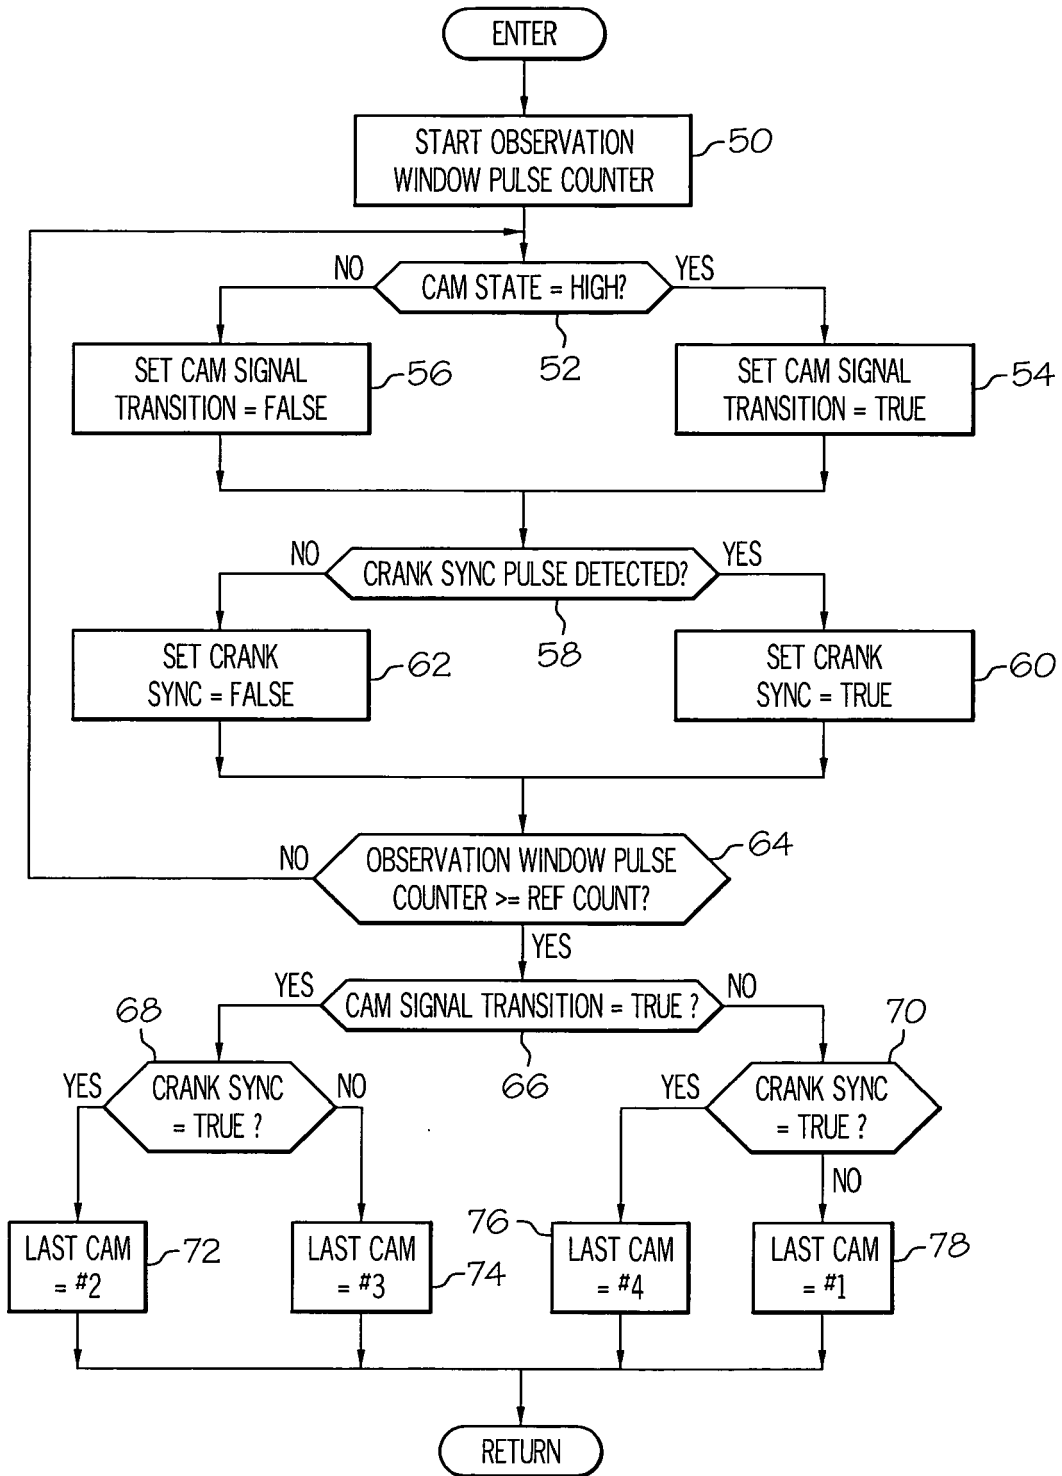 ENTER
START OBSERVATION
WINDOW PULSE COUNTER
50
NO
CAM STATE = HIGH?
YES
52
SET CAM SIGNAL
TRANSITION = FALSE
56
SET CAM SIGNAL
TRANSITION = TRUE
54
NO
CRANK SYNC PULSE DETECTED?
YES
58
SET CRANK
SYNC = FALSE
62
SET CRANK
SYNC = TRUE
60
NO
OBSERVATION WINDOW PULSE
COUNTER >= REF COUNT?
64
YES
YES
CAM SIGNAL TRANSITION = TRUE ?
NO
66
68
YES
CRANK SYNC
= TRUE ?
NO
70
YES
CRANK SYNC
= TRUE ?
NO
LAST CAM
= #2
72
LAST CAM
= #3
74
76
LAST CAM
= #4
LAST CAM
= #1
78
RETURN